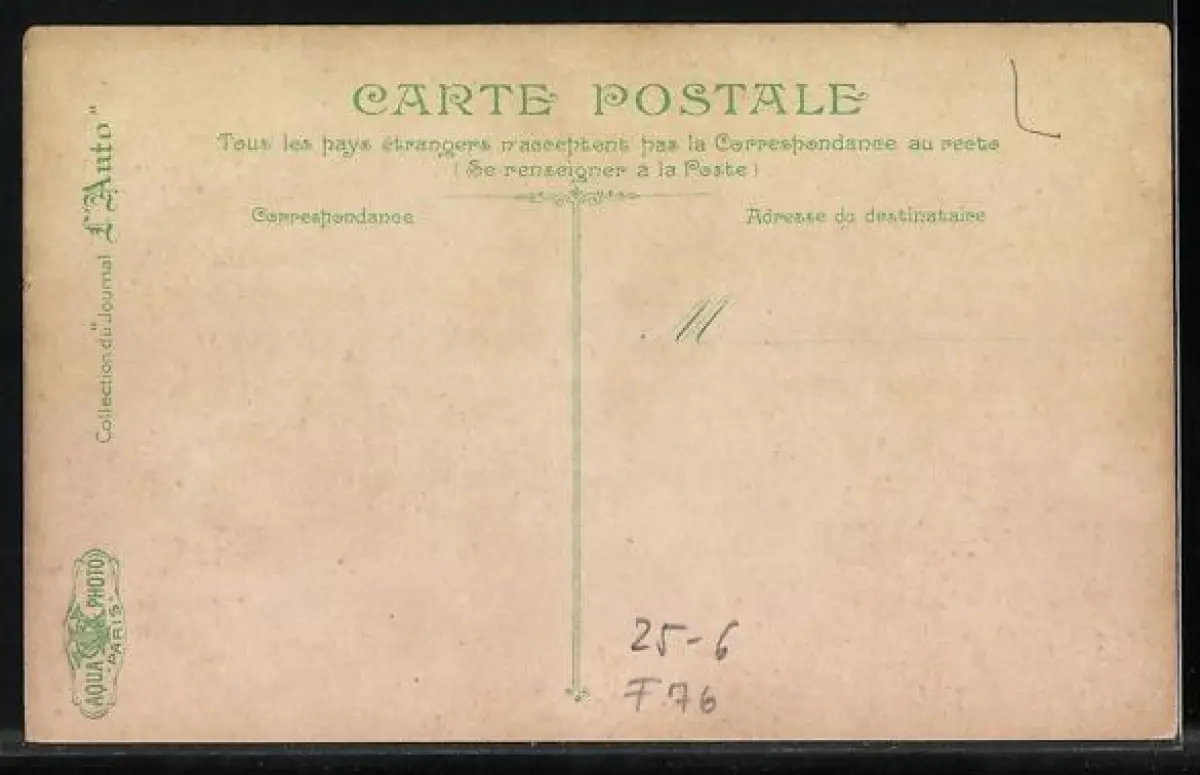 CARTE POSTALE
Tous les pays étrangers n'acceptent pas la Correspondance au recto
(Se renseigner à la Poste)
Correspondance
Adresse du destinataire
M
Collection du Journal L'Auto"
AQUA PHOTO
PARIS
25-6
F76